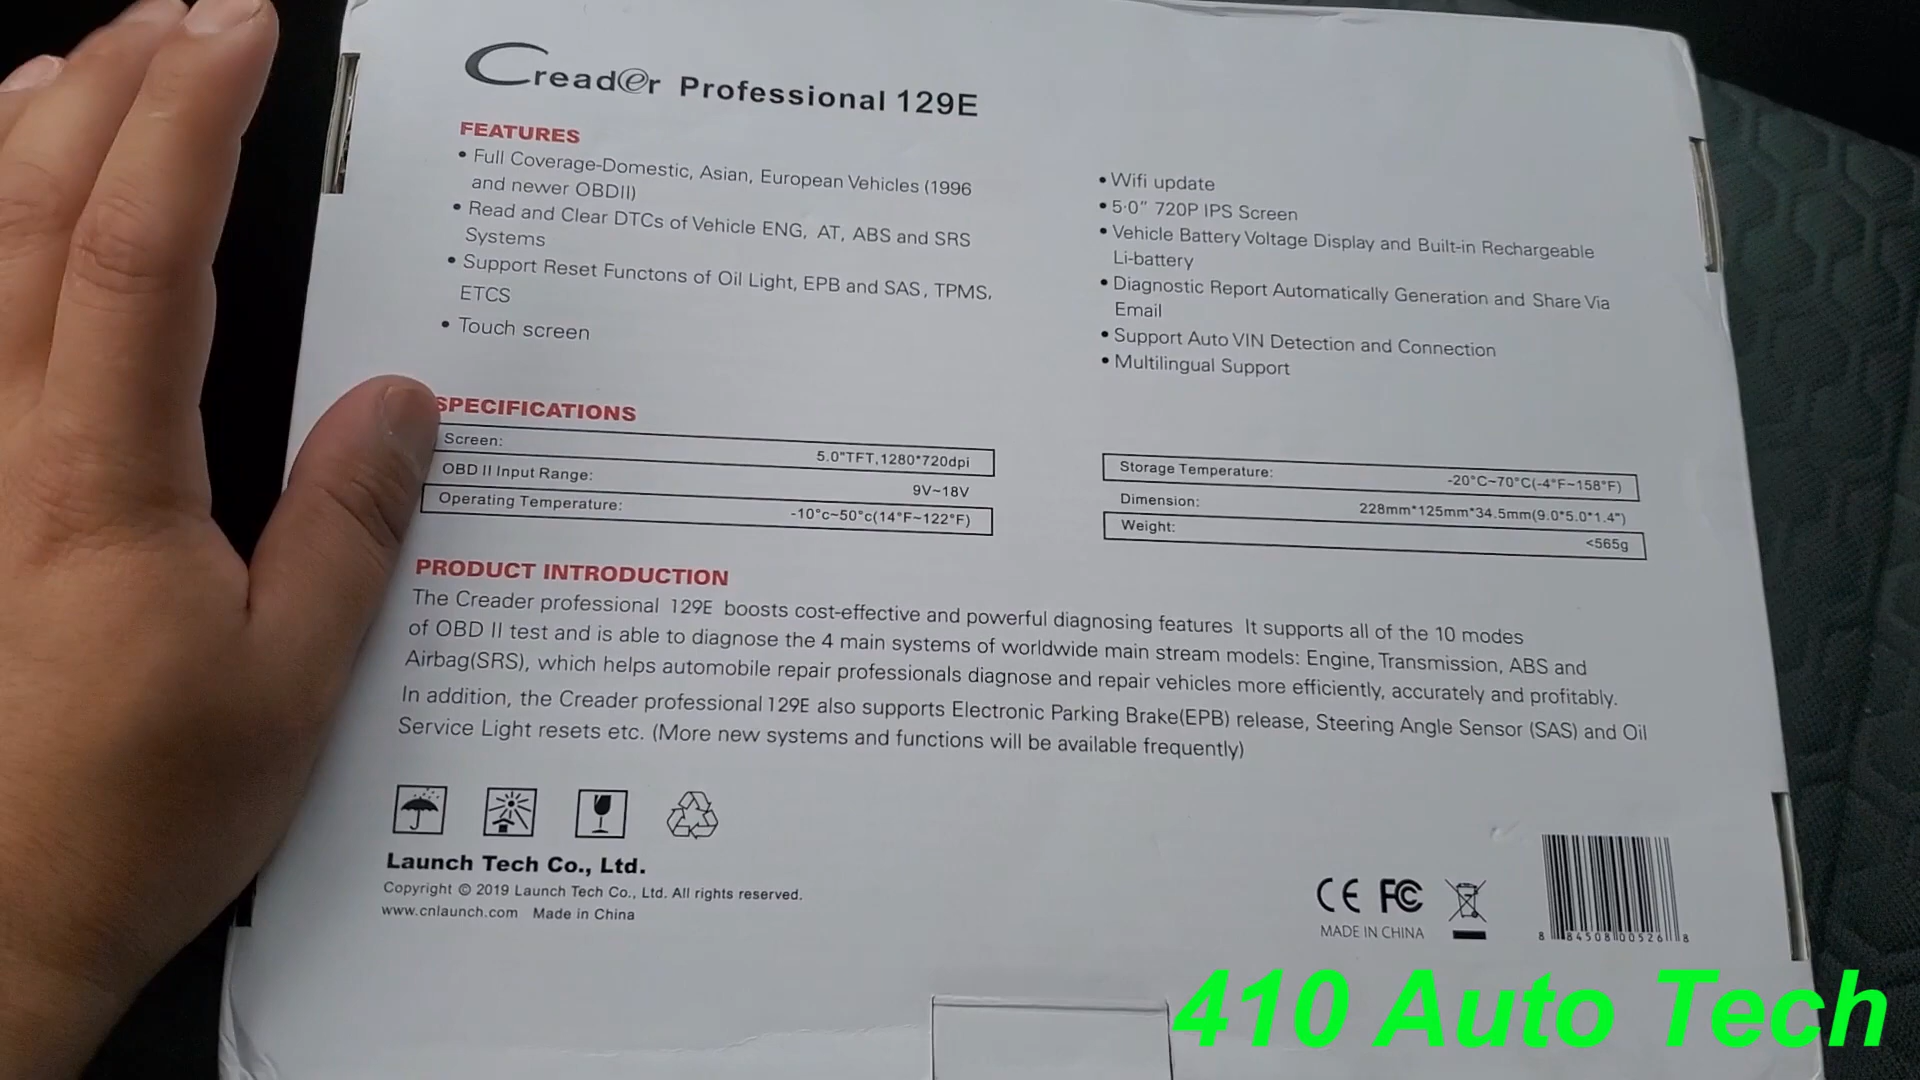 Creader Professional 129E
FEATURES
• Full Coverage-Domestic, Asian, European Vehicles (1996
and newer OBDII)
• Read and Clear DTCs of Vehicle ENG, AT, ABS and SRS
Systems
• Support Reset Functons of Oil Light, EPB and SAS, TPMS,
ETCS
• Touch screen
• Wifi update
• 5·0" 720P IPS Screen
• Vehicle Battery Voltage Display and Built-in Rechargeable
Li-battery
• Diagnostic Report Automatically Generation and Share Via
Email
• Support Auto VIN Detection and Connection
• Multilingual Support
SPECIFICATIONS
Screen: 5.0"TFT,1280*720dpi
OBD II Input Range: 9V~18V
Operating Temperature: -10°c~50°c(14°F~122°F)
Storage Temperature: -20°C~70°C(-4°F~158°F)
Dimension: 228mm*125mm*34.5mm(9.0*5.0*1.4")
Weight: <565g
PRODUCT INTRODUCTION
The Creader professional 129E boosts cost-effective and powerful diagnosing features It supports all of the 10 modes
of OBD II test and is able to diagnose the 4 main systems of worldwide main stream models: Engine, Transmission, ABS and
Airbag(SRS), which helps automobile repair professionals diagnose and repair vehicles more efficiently, accurately and profitably.
In addition, the Creader professional 129E also supports Electronic Parking Brake(EPB) release, Steering Angle Sensor (SAS) and Oil
Service Light resets etc. (More new systems and functions will be available frequently)
Launch Tech Co., Ltd.
Copyright © 2019 Launch Tech Co., Ltd. All rights reserved.
www.cnlaunch.com Made in China
CE FC
MADE IN CHINA
8 84508 00526 8
410 Auto Tech